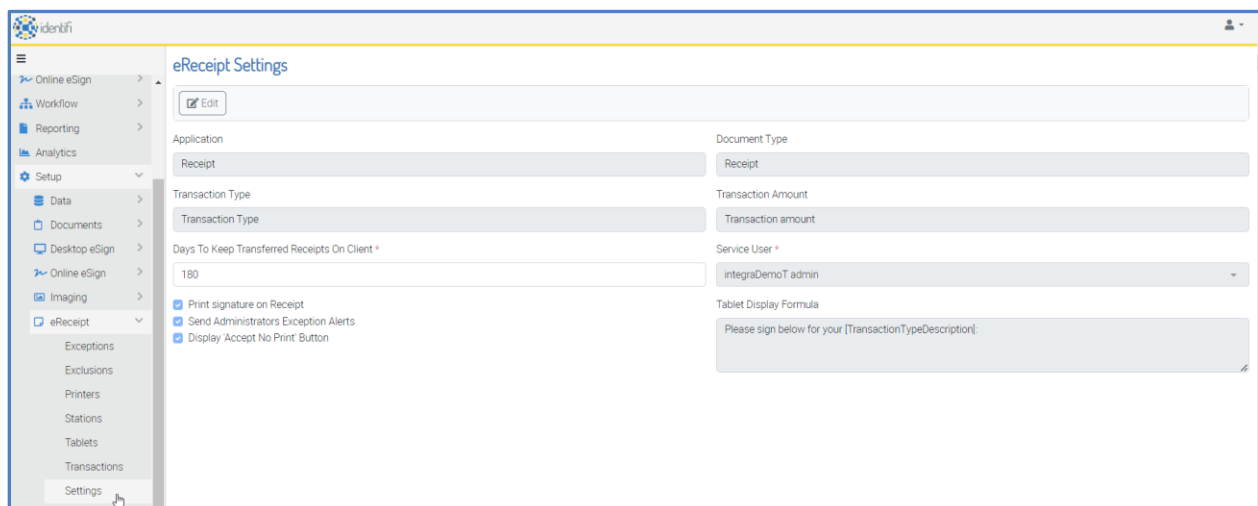 identifi
Online eSign
Workflow
Reporting
Analytics
Setup
Data
Documents
Desktop eSign
Online eSign
Imaging
eReceipt
Exceptions
Exclusions
Printers
Stations
Tablets
Transactions
Settings
eReceipt Settings
Edit
Application
Receipt
Document Type
Receipt
Transaction Type
Transaction Type
Transaction Amount
Transaction amount
Days To Keep Transferred Receipts On Client *
180
Service User *
integraDemoT admin
Print signature on Receipt
Send Administrators Exception Alerts
Display 'Accept No Print' Button
Tablet Display Formula
Please sign below for your [TransactionTypeDescription]: